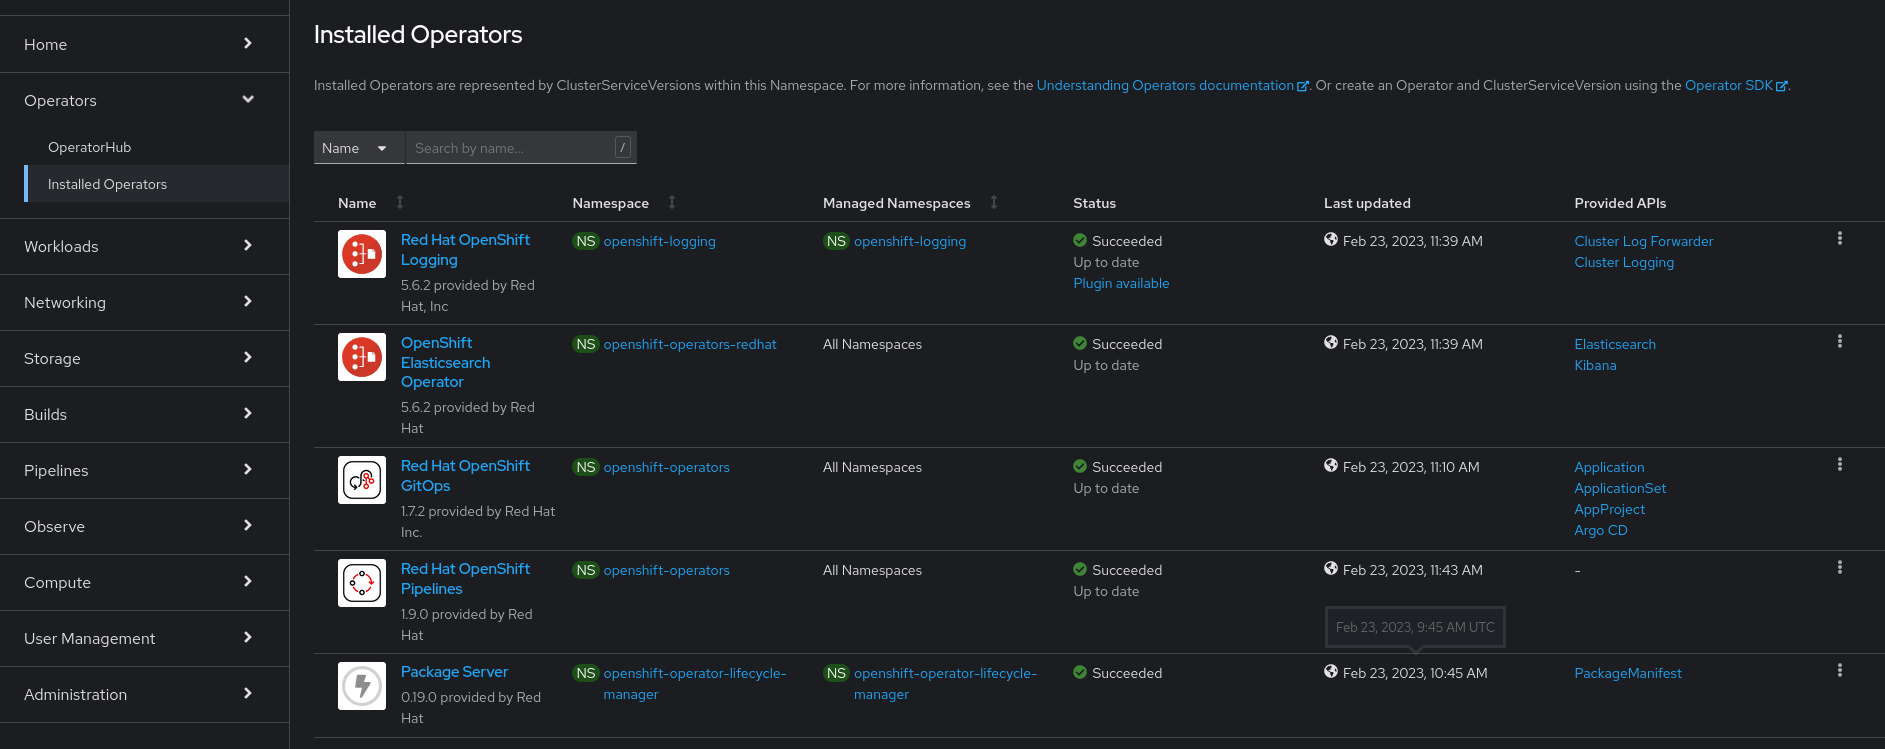 Home
Operators
OperatorHub
Installed Operators
Workloads
Networking
Storage
Builds
Pipelines
Observe
Compute
User Management
Administration
Installed Operators
Installed Operators are represented by ClusterServiceVersions within this Namespace. For more information, see the Understanding Operators documentation. Or create an Operator and ClusterServiceVersion using the Operator SDK.
Name Search by name... /
Name Namespace Managed Namespaces Status Last updated Provided APIs
Red Hat OpenShift
Logging
5.6.2 provided by Red
Hat, Inc
NS openshift-logging
NS openshift-logging
Succeeded
Up to date
Plugin available
Feb 23, 2023, 11:39 AM
Cluster Log Forwarder
Cluster Logging
OpenShift
Elasticsearch
Operator
5.6.2 provided by Red
Hat
NS openshift-operators-redhat
All Namespaces
Succeeded
Up to date
Feb 23, 2023, 11:39 AM
Elasticsearch
Kibana
Red Hat OpenShift
GitOps
1.7.2 provided by Red Hat
Inc.
NS openshift-operators
All Namespaces
Succeeded
Up to date
Feb 23, 2023, 11:10 AM
Application
ApplicationSet
AppProject
Argo CD
Red Hat OpenShift
Pipelines
1.9.0 provided by Red
Hat
NS openshift-operators
All Namespaces
Succeeded
Up to date
Feb 23, 2023, 11:43 AM
-
Feb 23, 2023, 9:45 AM UTC
Package Server
0.19.0 provided by Red
Hat
NS openshift-operator-lifecycle-
manager
NS openshift-operator-lifecycle-
manager
Succeeded
Feb 23, 2023, 10:45 AM
PackageManifest